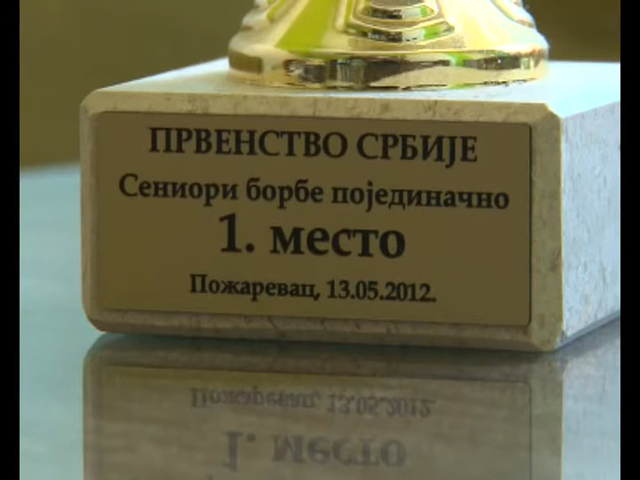 ПРВЕНСТВО СРБИЈЕ
Сениори борбе појединачно
1. место
Пожаревац, 13.05.2012.